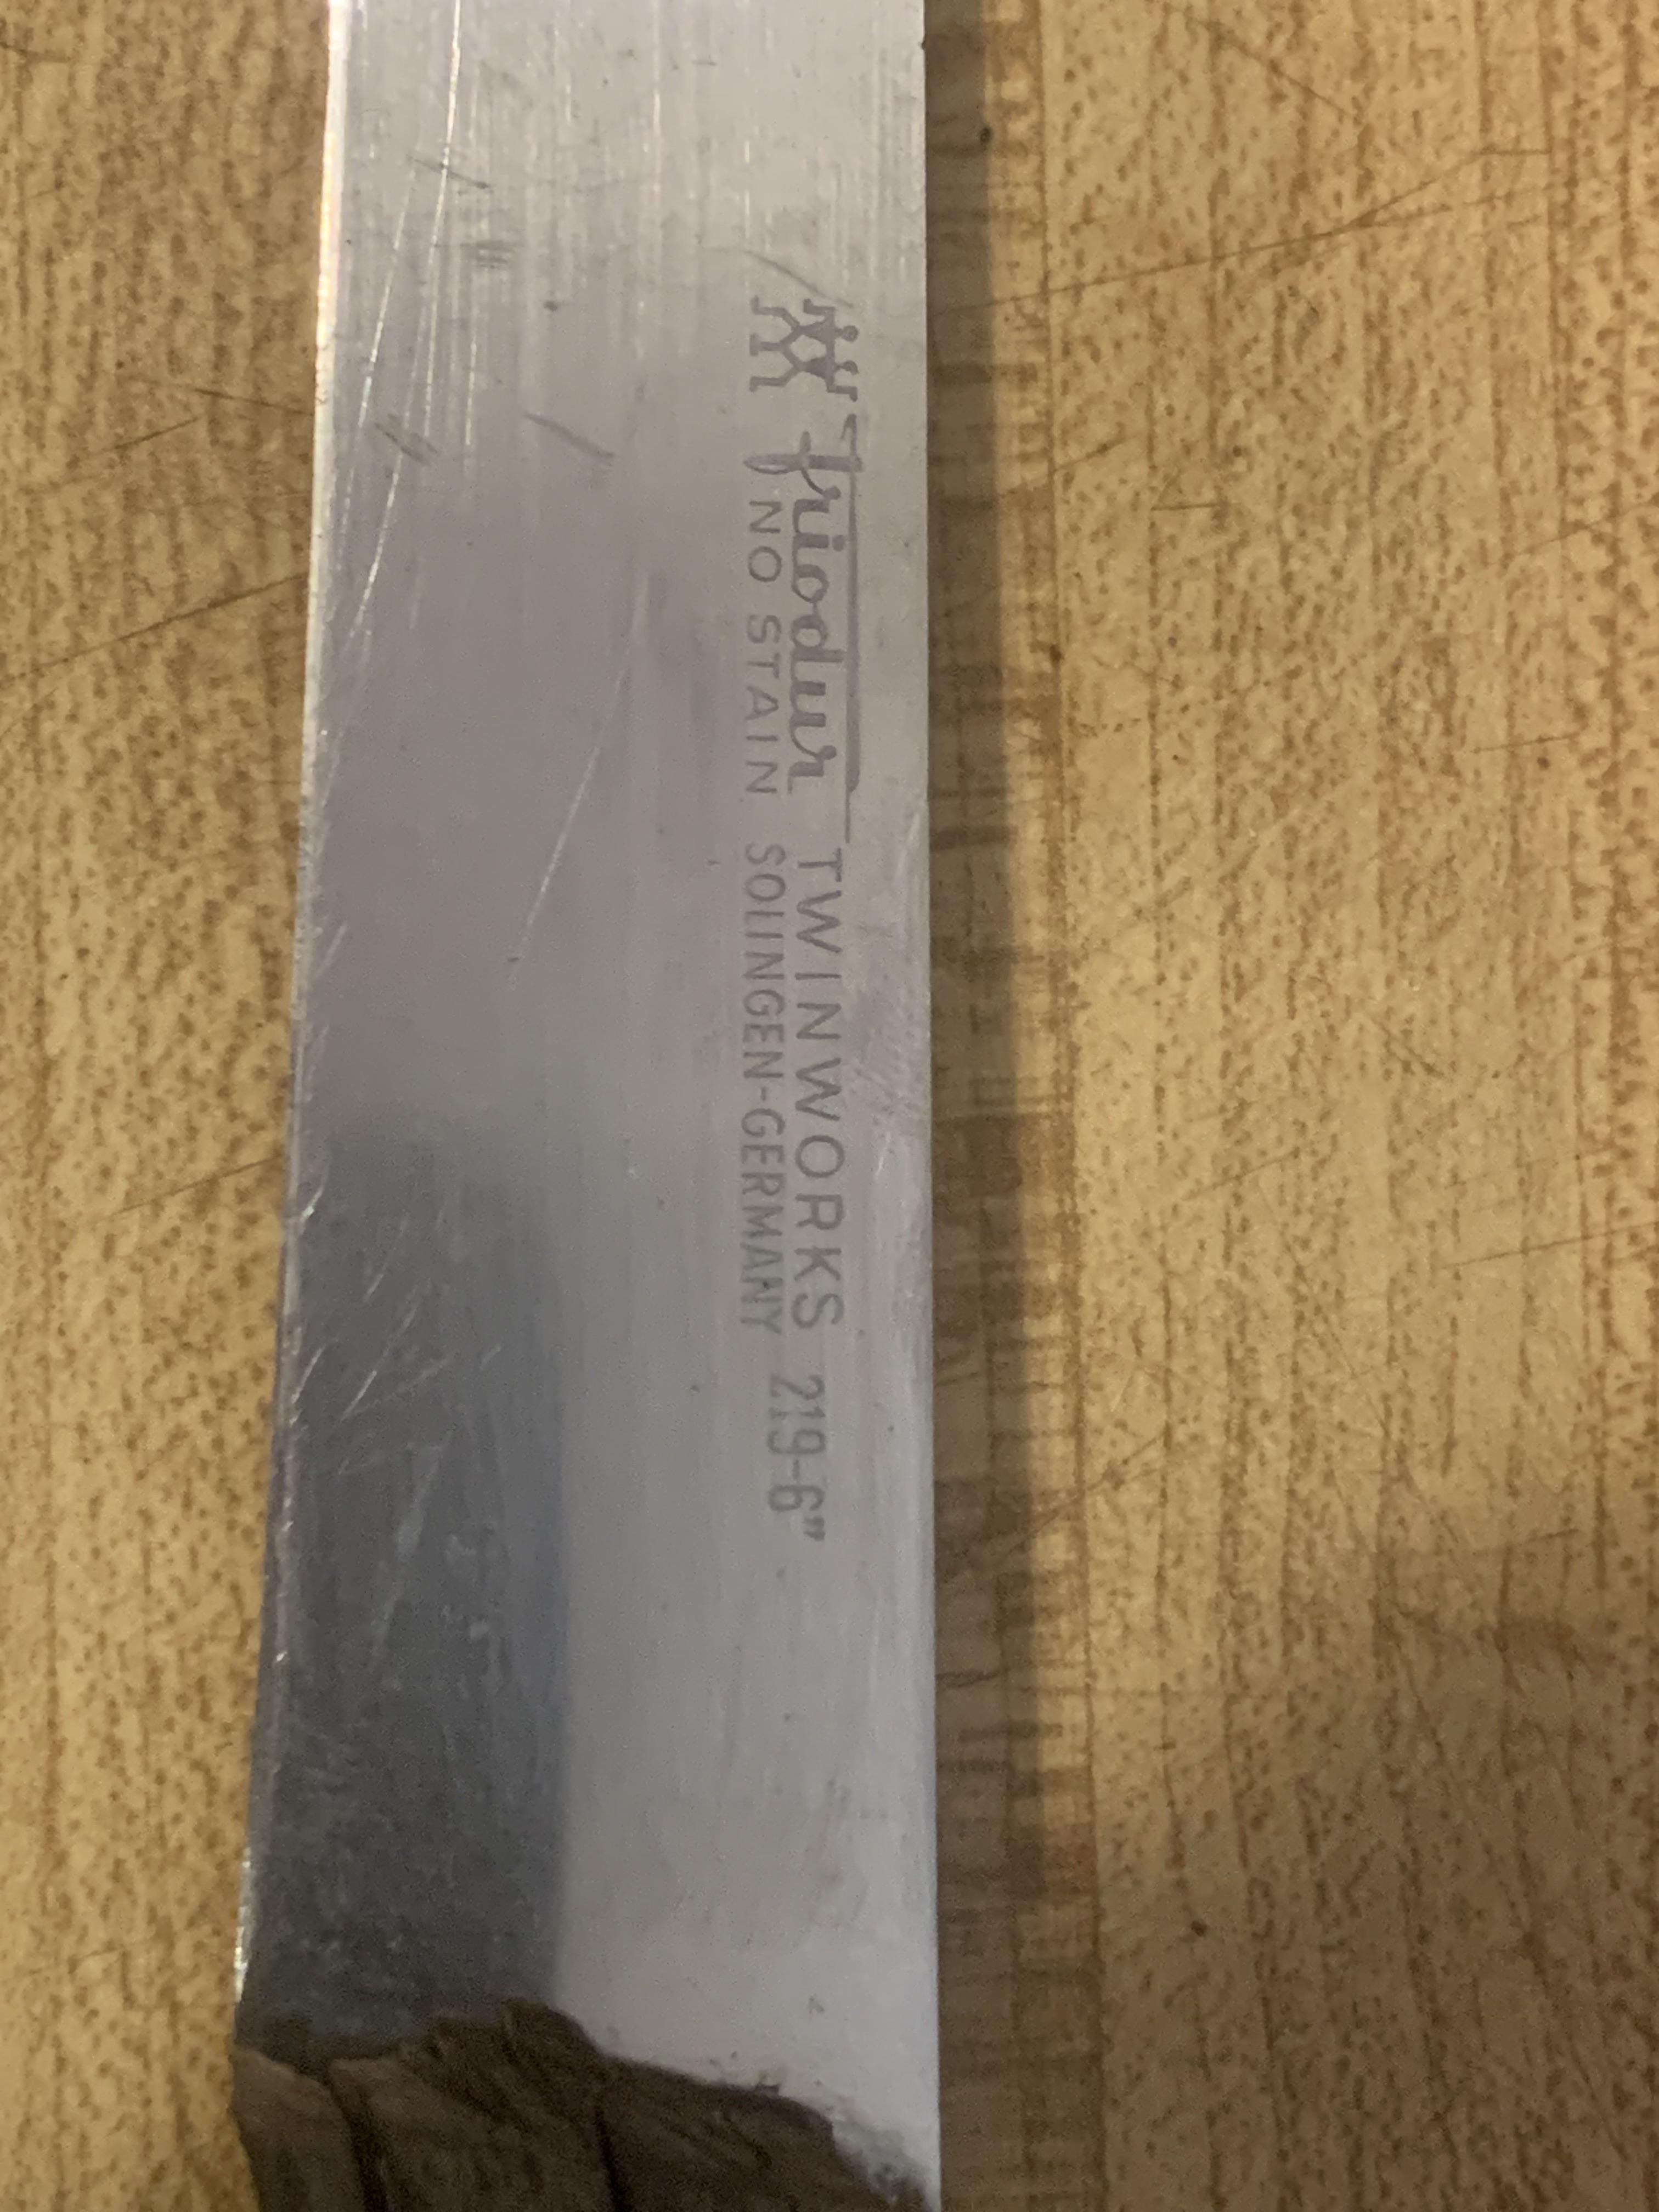 friodur TWINWORKS 219-6"
NO STAIN SOLINGEN-GERMANY